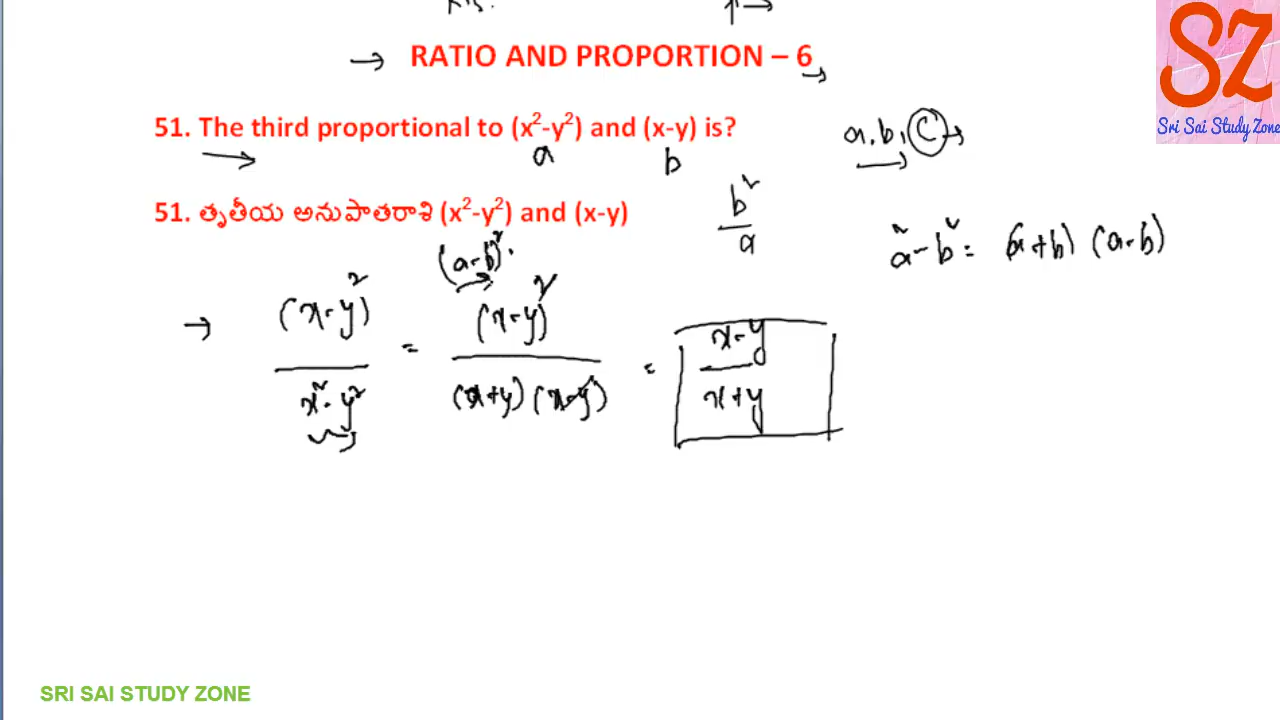 → RATIO AND PROPORTION – 6
SZ
Sri Sai Study Zone
51. The third proportional to (x²-y²) and (x-y) is?
a b
a,b, C →
51. తృతీయ అనుపాతరాశి (x²-y²) and (x-y)
b²/a
a² - b² = (a+b) (a-b)
(a-b)²
→ (x-y)²/x²-y² = (x-y)²/(x+y)(x-y) = x-y/x+y
SRI SAI STUDY ZONE